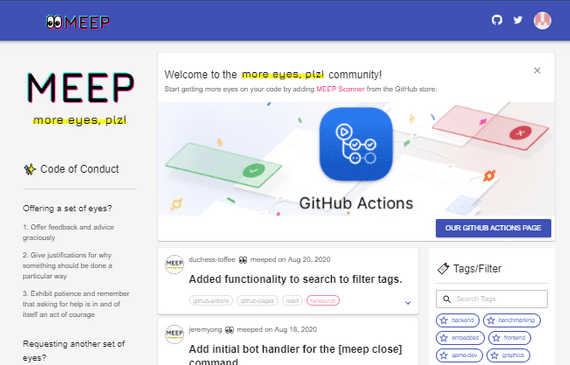 MEEP
MEEP
more eyes, plz!
Code of Conduct
Offering a set of eyes?
1. Offer feedback and advice
graciously
2. Give justifications for why
something should be done a
particular way
3. Exhibit patience and remember
that asking for help is in and of
itself an act of courage
Requesting another set of
eyes?
Welcome to the more eyes, plz! community!
Start getting more eyes on your code by adding MEEP Scanner from the GitHub store.
GitHub Actions
OUR GITHUB ACTIONS PAGE
MEEP
duchess-toffee meeped on Aug 20, 2020
Added functionality to search to filter tags.
github-actions github-pages react typescript
MEEP
jeremyong meeped on Aug 18, 2020
Add initial bot handler for the [meep close]
command
Tags/Filter
Search Tags
backend benchmarking
embedded frontend
game-dev graphics